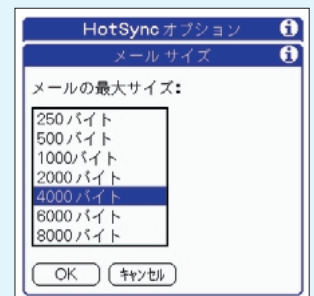 HotSync オプション
メール サイズ
メールの最大サイズ:
250 バイト
500 バイト
1000バイト
2000 バイト
4000 バイト
6000 バイト
8000 バイト
OK キャンセル